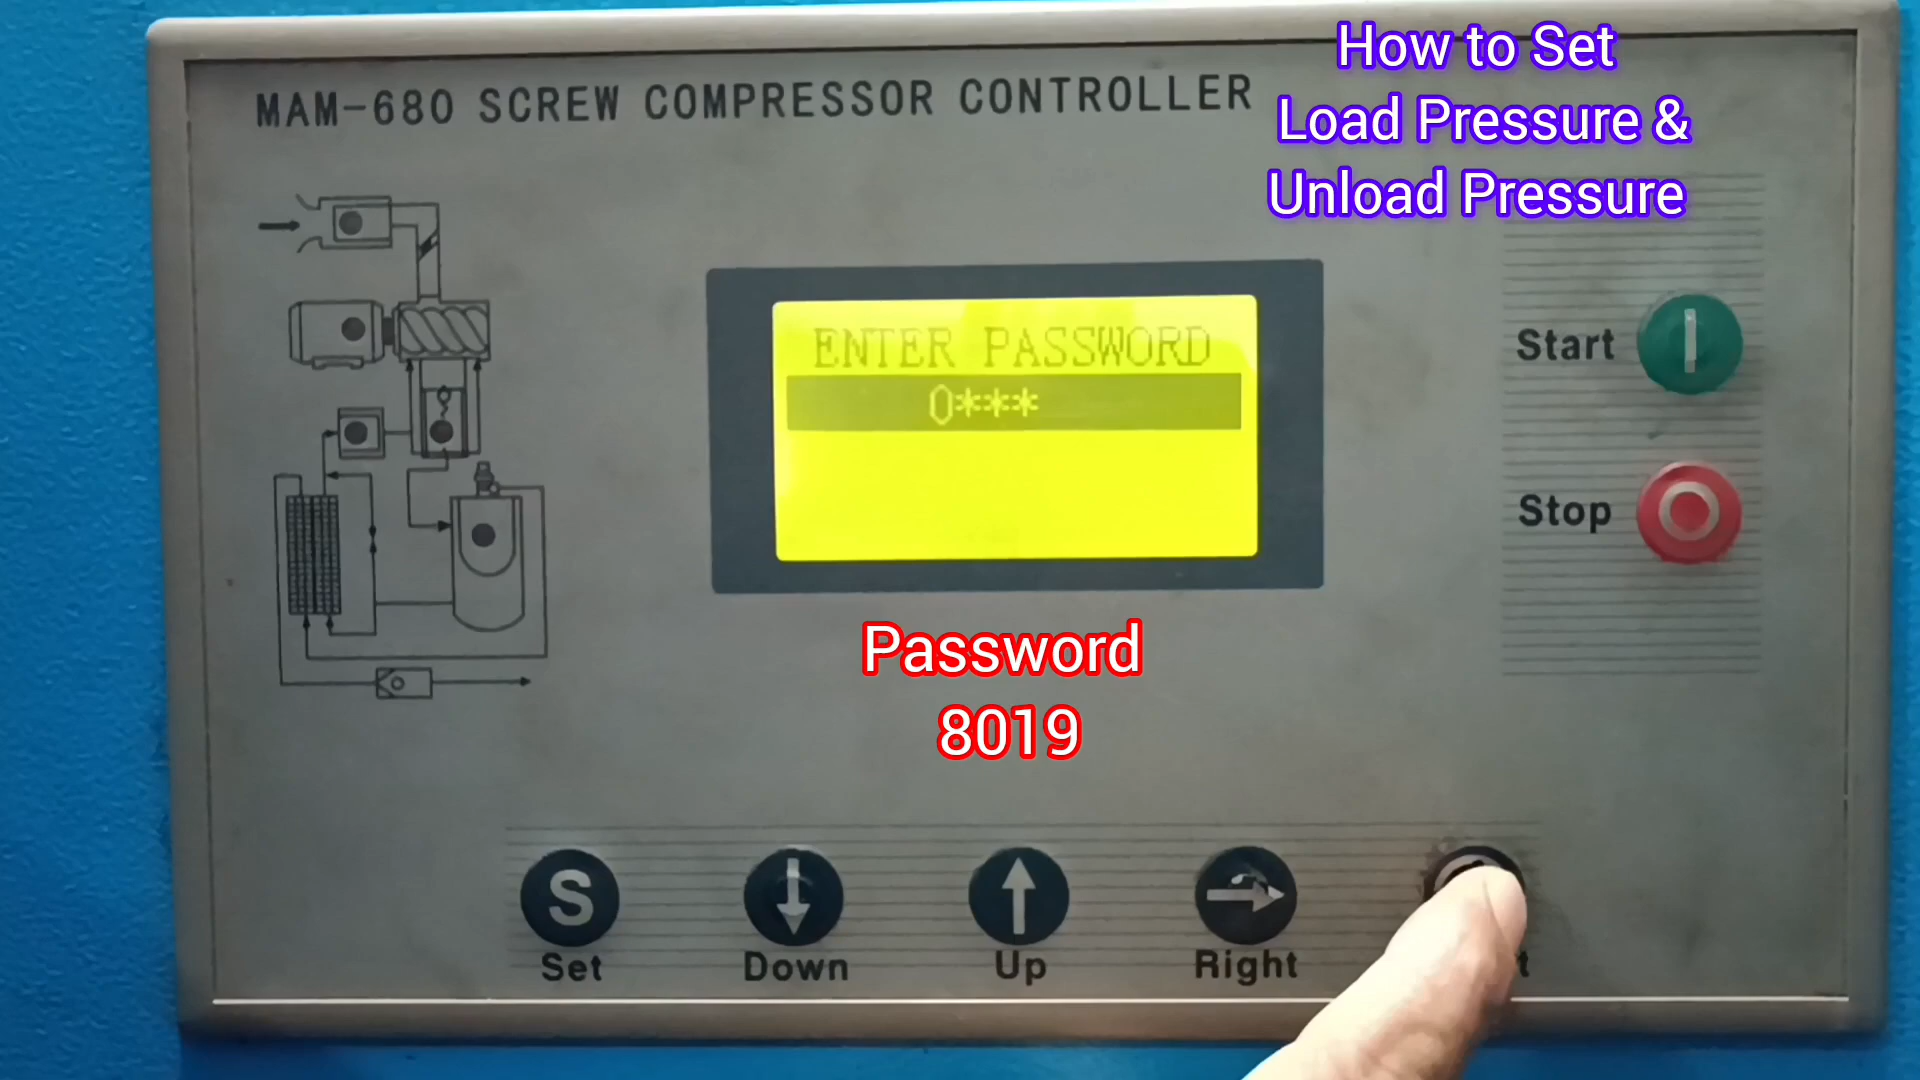 How to Set
Load Pressure &
Unload Pressure
MAM-680 SCREW COMPRESSOR CONTROLLER
ENTER PASSWORD
0***
Start
Stop
Password
8019
S
Set
Down
Up
Right